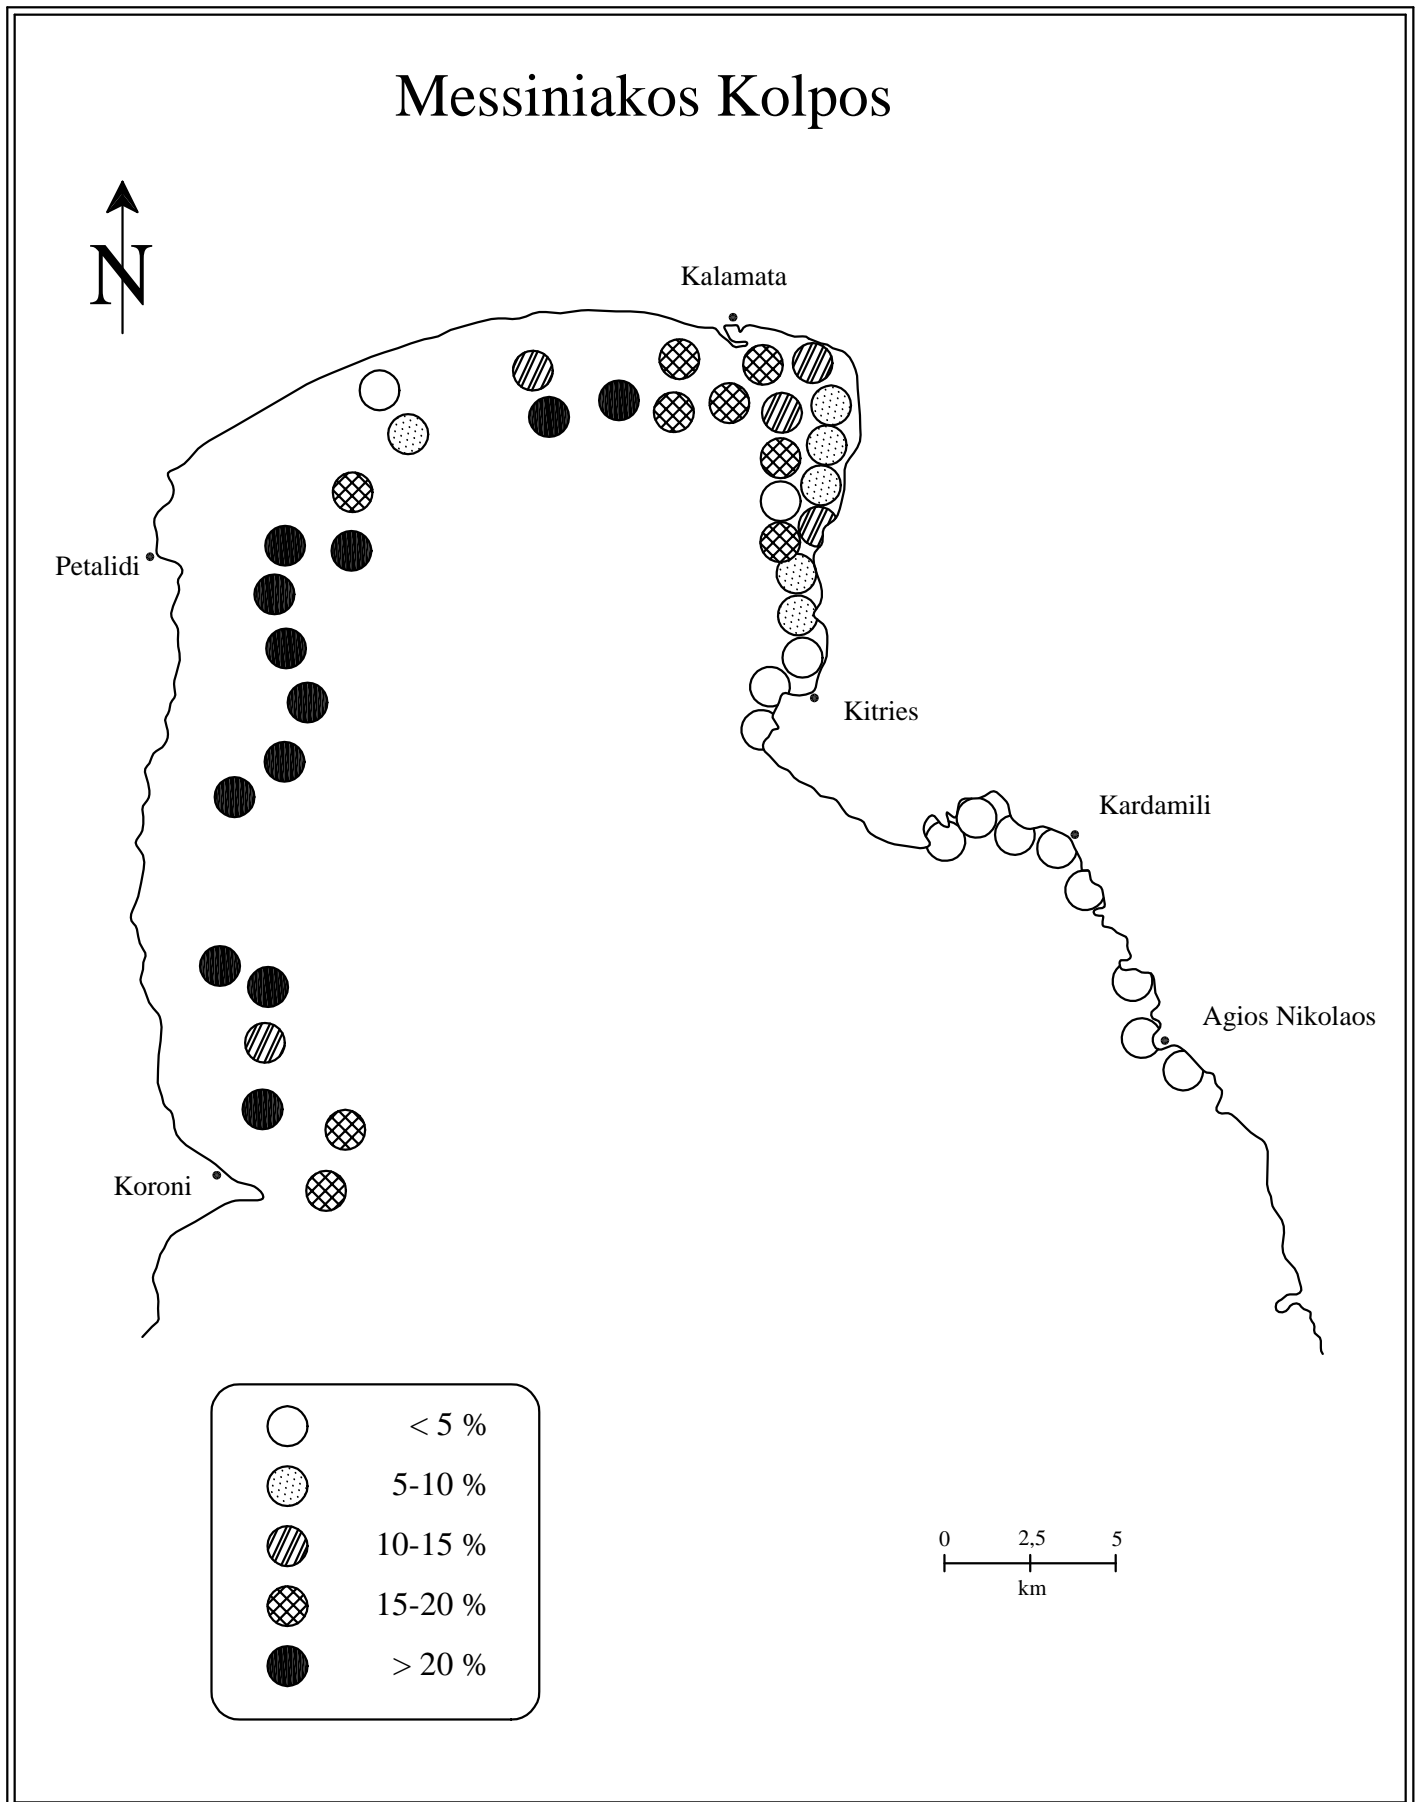 Messiniakos Kolpos
N
Kalamata
Petalidi
Kitries
Kardamili
Agios Nikolaos
Koroni
< 5 %
5-10 %
10-15 %
15-20 %
> 20 %
0 2,5 5
km